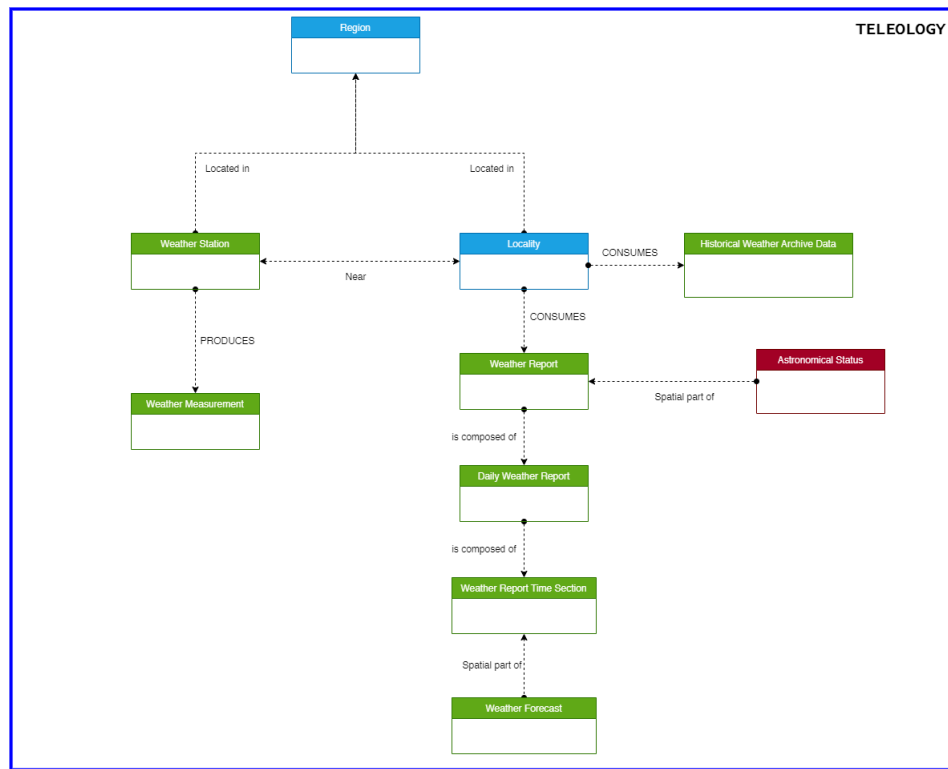 TELEOLOGY
Region
Located in
Located in
Weather Station
Locality
Historical Weather Archive Data
CONSUMES
Near
CONSUMES
PRODUCES
Weather Report
Astronomical Status
Spatial part of
Weather Measurement
is composed of
Daily Weather Report
is composed of
Weather Report Time Section
Spatial part of
Weather Forecast